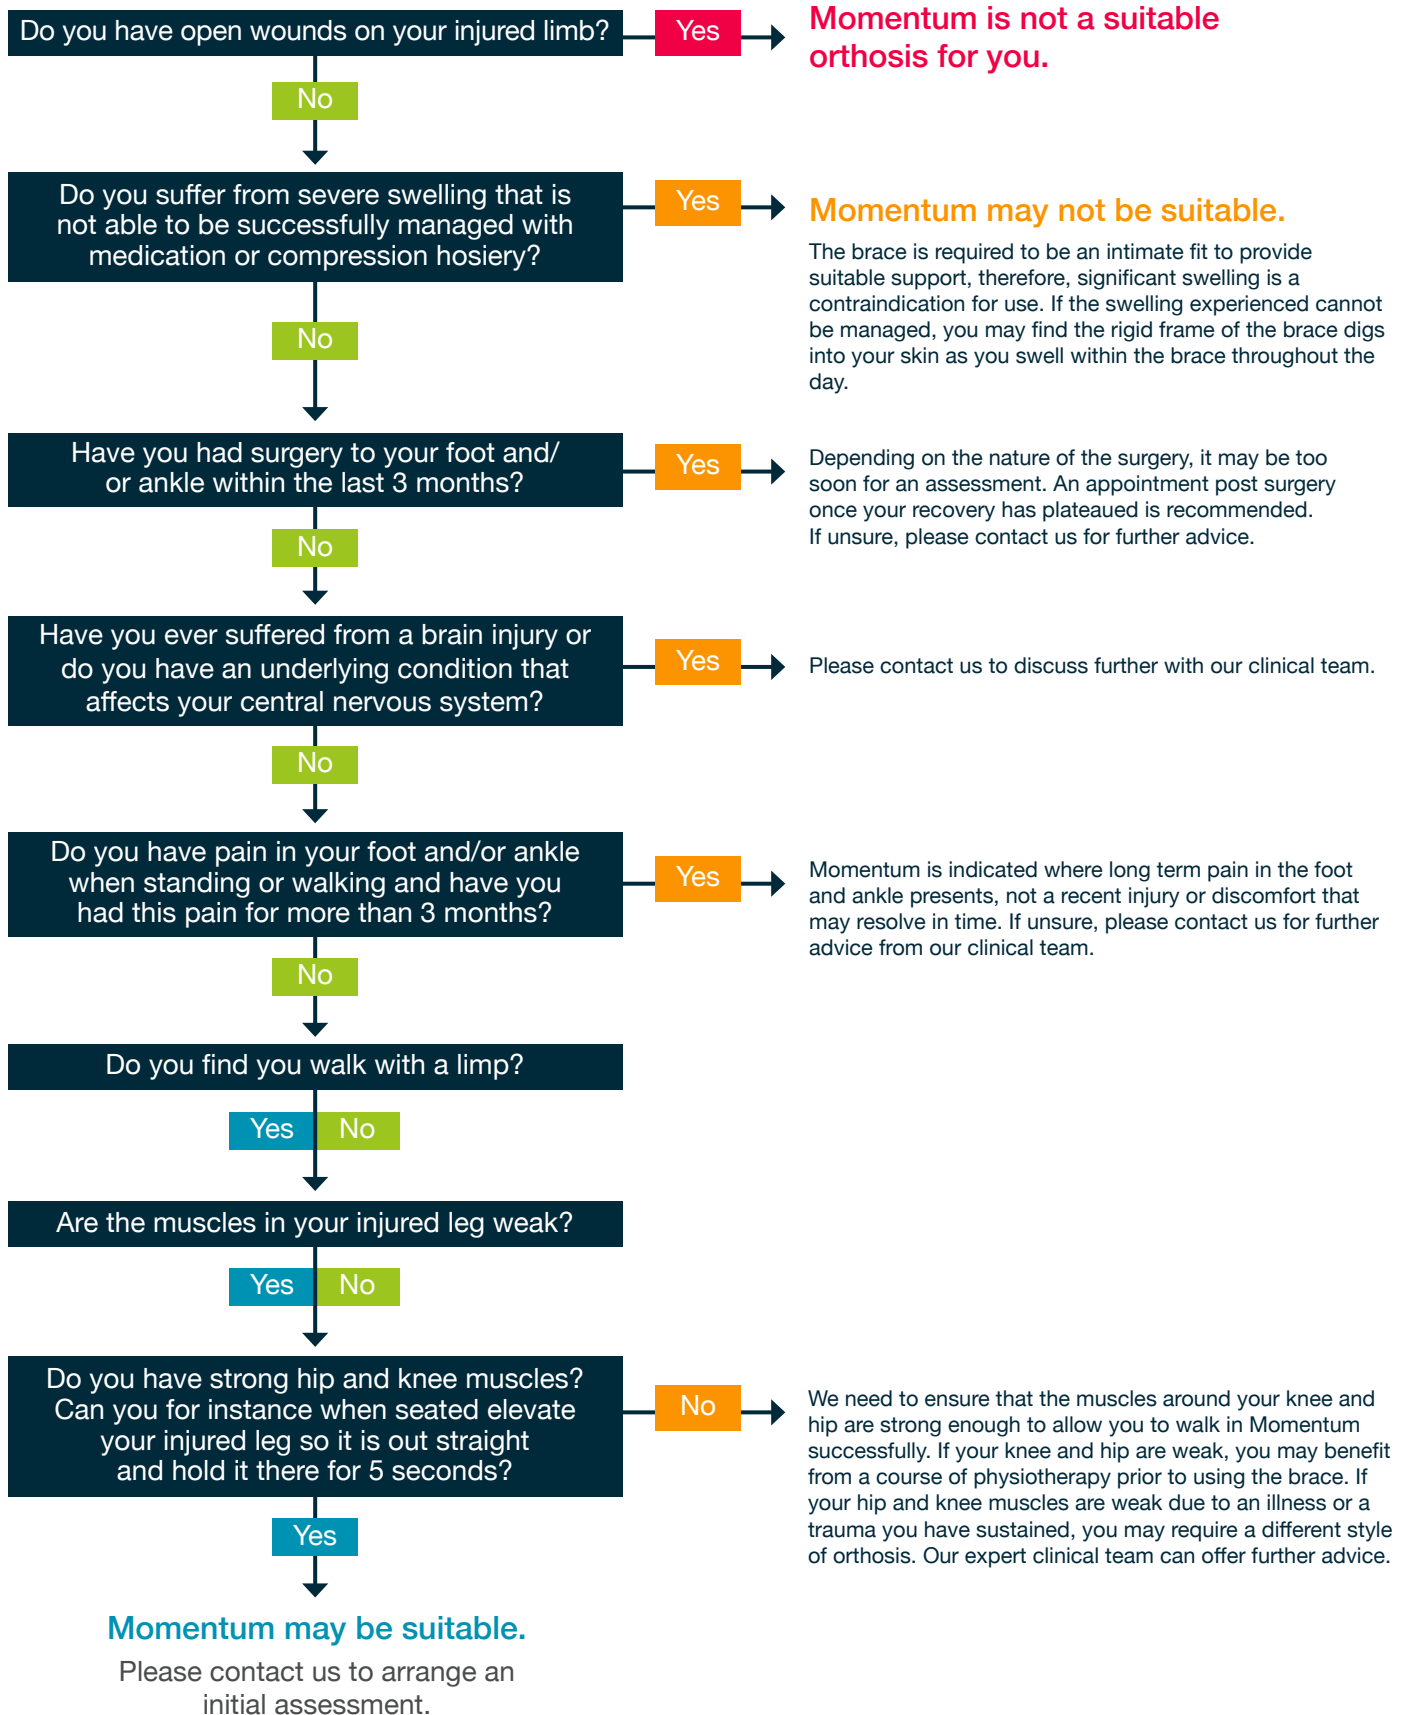 Do you have open wounds on your injured limb?
Yes
Momentum is not a suitable
orthosis for you.
No
Do you suffer from severe swelling that is
not able to be successfully managed with
medication or compression hosiery?
Yes
Momentum may not be suitable.
The brace is required to be an intimate fit to provide
suitable support, therefore, significant swelling is a
contraindication for use. If the swelling experienced cannot
be managed, you may find the rigid frame of the brace digs
into your skin as you swell within the brace throughout the
day.
No
Have you had surgery to your foot and/
or ankle within the last 3 months?
Yes
Depending on the nature of the surgery, it may be too
soon for an assessment. An appointment post surgery
once your recovery has plateaued is recommended.
If unsure, please contact us for further advice.
No
Have you ever suffered from a brain injury or
do you have an underlying condition that
affects your central nervous system?
Yes
Please contact us to discuss further with our clinical team.
No
Do you have pain in your foot and/or ankle
when standing or walking and have you
had this pain for more than 3 months?
Yes
Momentum is indicated where long term pain in the foot
and ankle presents, not a recent injury or discomfort that
may resolve in time. If unsure, please contact us for further
advice from our clinical team.
No
Do you find you walk with a limp?
Yes No
Are the muscles in your injured leg weak?
Yes No
Do you have strong hip and knee muscles?
Can you for instance when seated elevate
your injured leg so it is out straight
and hold it there for 5 seconds?
No
We need to ensure that the muscles around your knee and
hip are strong enough to allow you to walk in Momentum
successfully. If your knee and hip are weak, you may benefit
from a course of physiotherapy prior to using the brace. If
your hip and knee muscles are weak due to an illness or a
trauma you have sustained, you may require a different style
of orthosis. Our expert clinical team can offer further advice.
Yes
Momentum may be suitable.
Please contact us to arrange an
initial assessment.